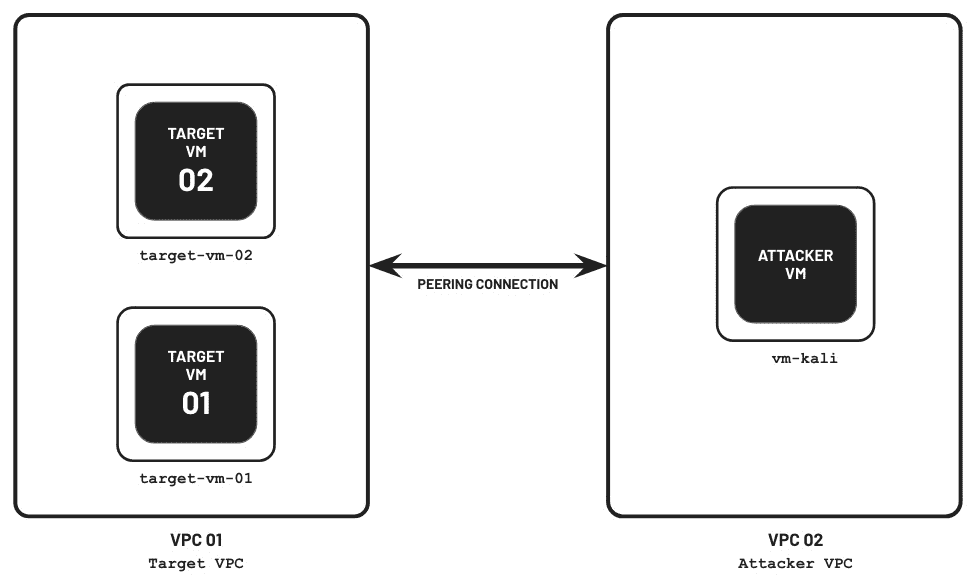 TARGET
VM
02
target-vm-02
TARGET
VM
01
target-vm-01
VPC 01
Target VPC
PEERING CONNECTION
ATTACKER
VM
vm-kali
VPC 02
Attacker VPC